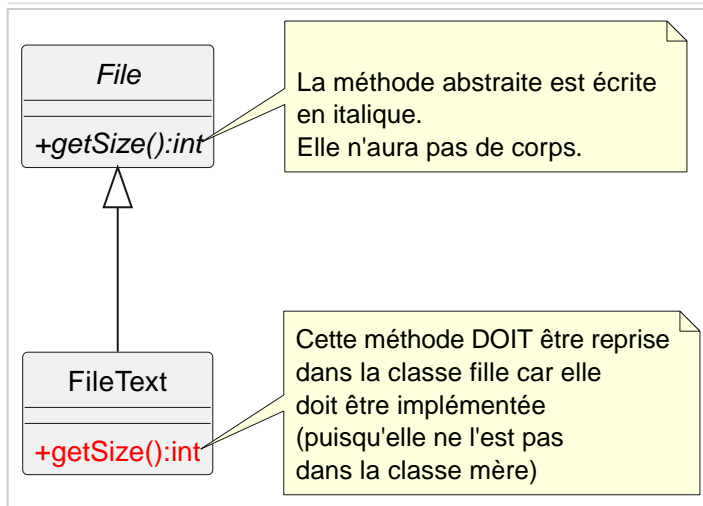 File
+getSize():int
La méthode abstraite est écrite
en italique.
Elle n'aura pas de corps.
FileText
+getSize():int
Cette méthode DOIT être reprise
dans la classe fille car elle
doit être implémentée
(puisqu'elle ne l'est pas
dans la classe mère)